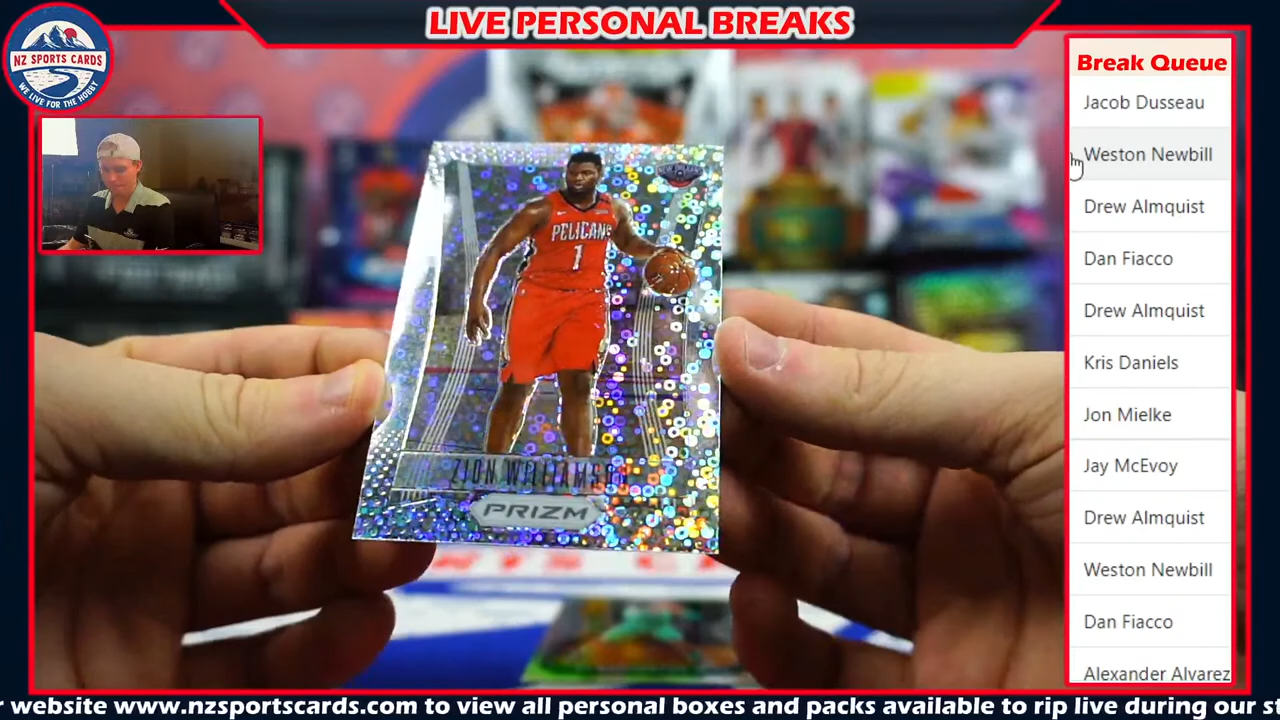 LIVE PERSONAL BREAKS
NZ SPORTS CARDS
WE LIVE FOR THE HOBBY
Break Queue
Jacob Dusseau
Weston Newbill
Drew Almquist
Dan Fiacco
Drew Almquist
Kris Daniels
Jon Mielke
Jay McEvoy
Drew Almquist
Weston Newbill
Dan Fiacco
Alexander Alvarez
PELICANS
1
ZION WILLIAMSON
PRIZM
website www.nzsportscards.com to view all personal boxes and packs available to rip live during our